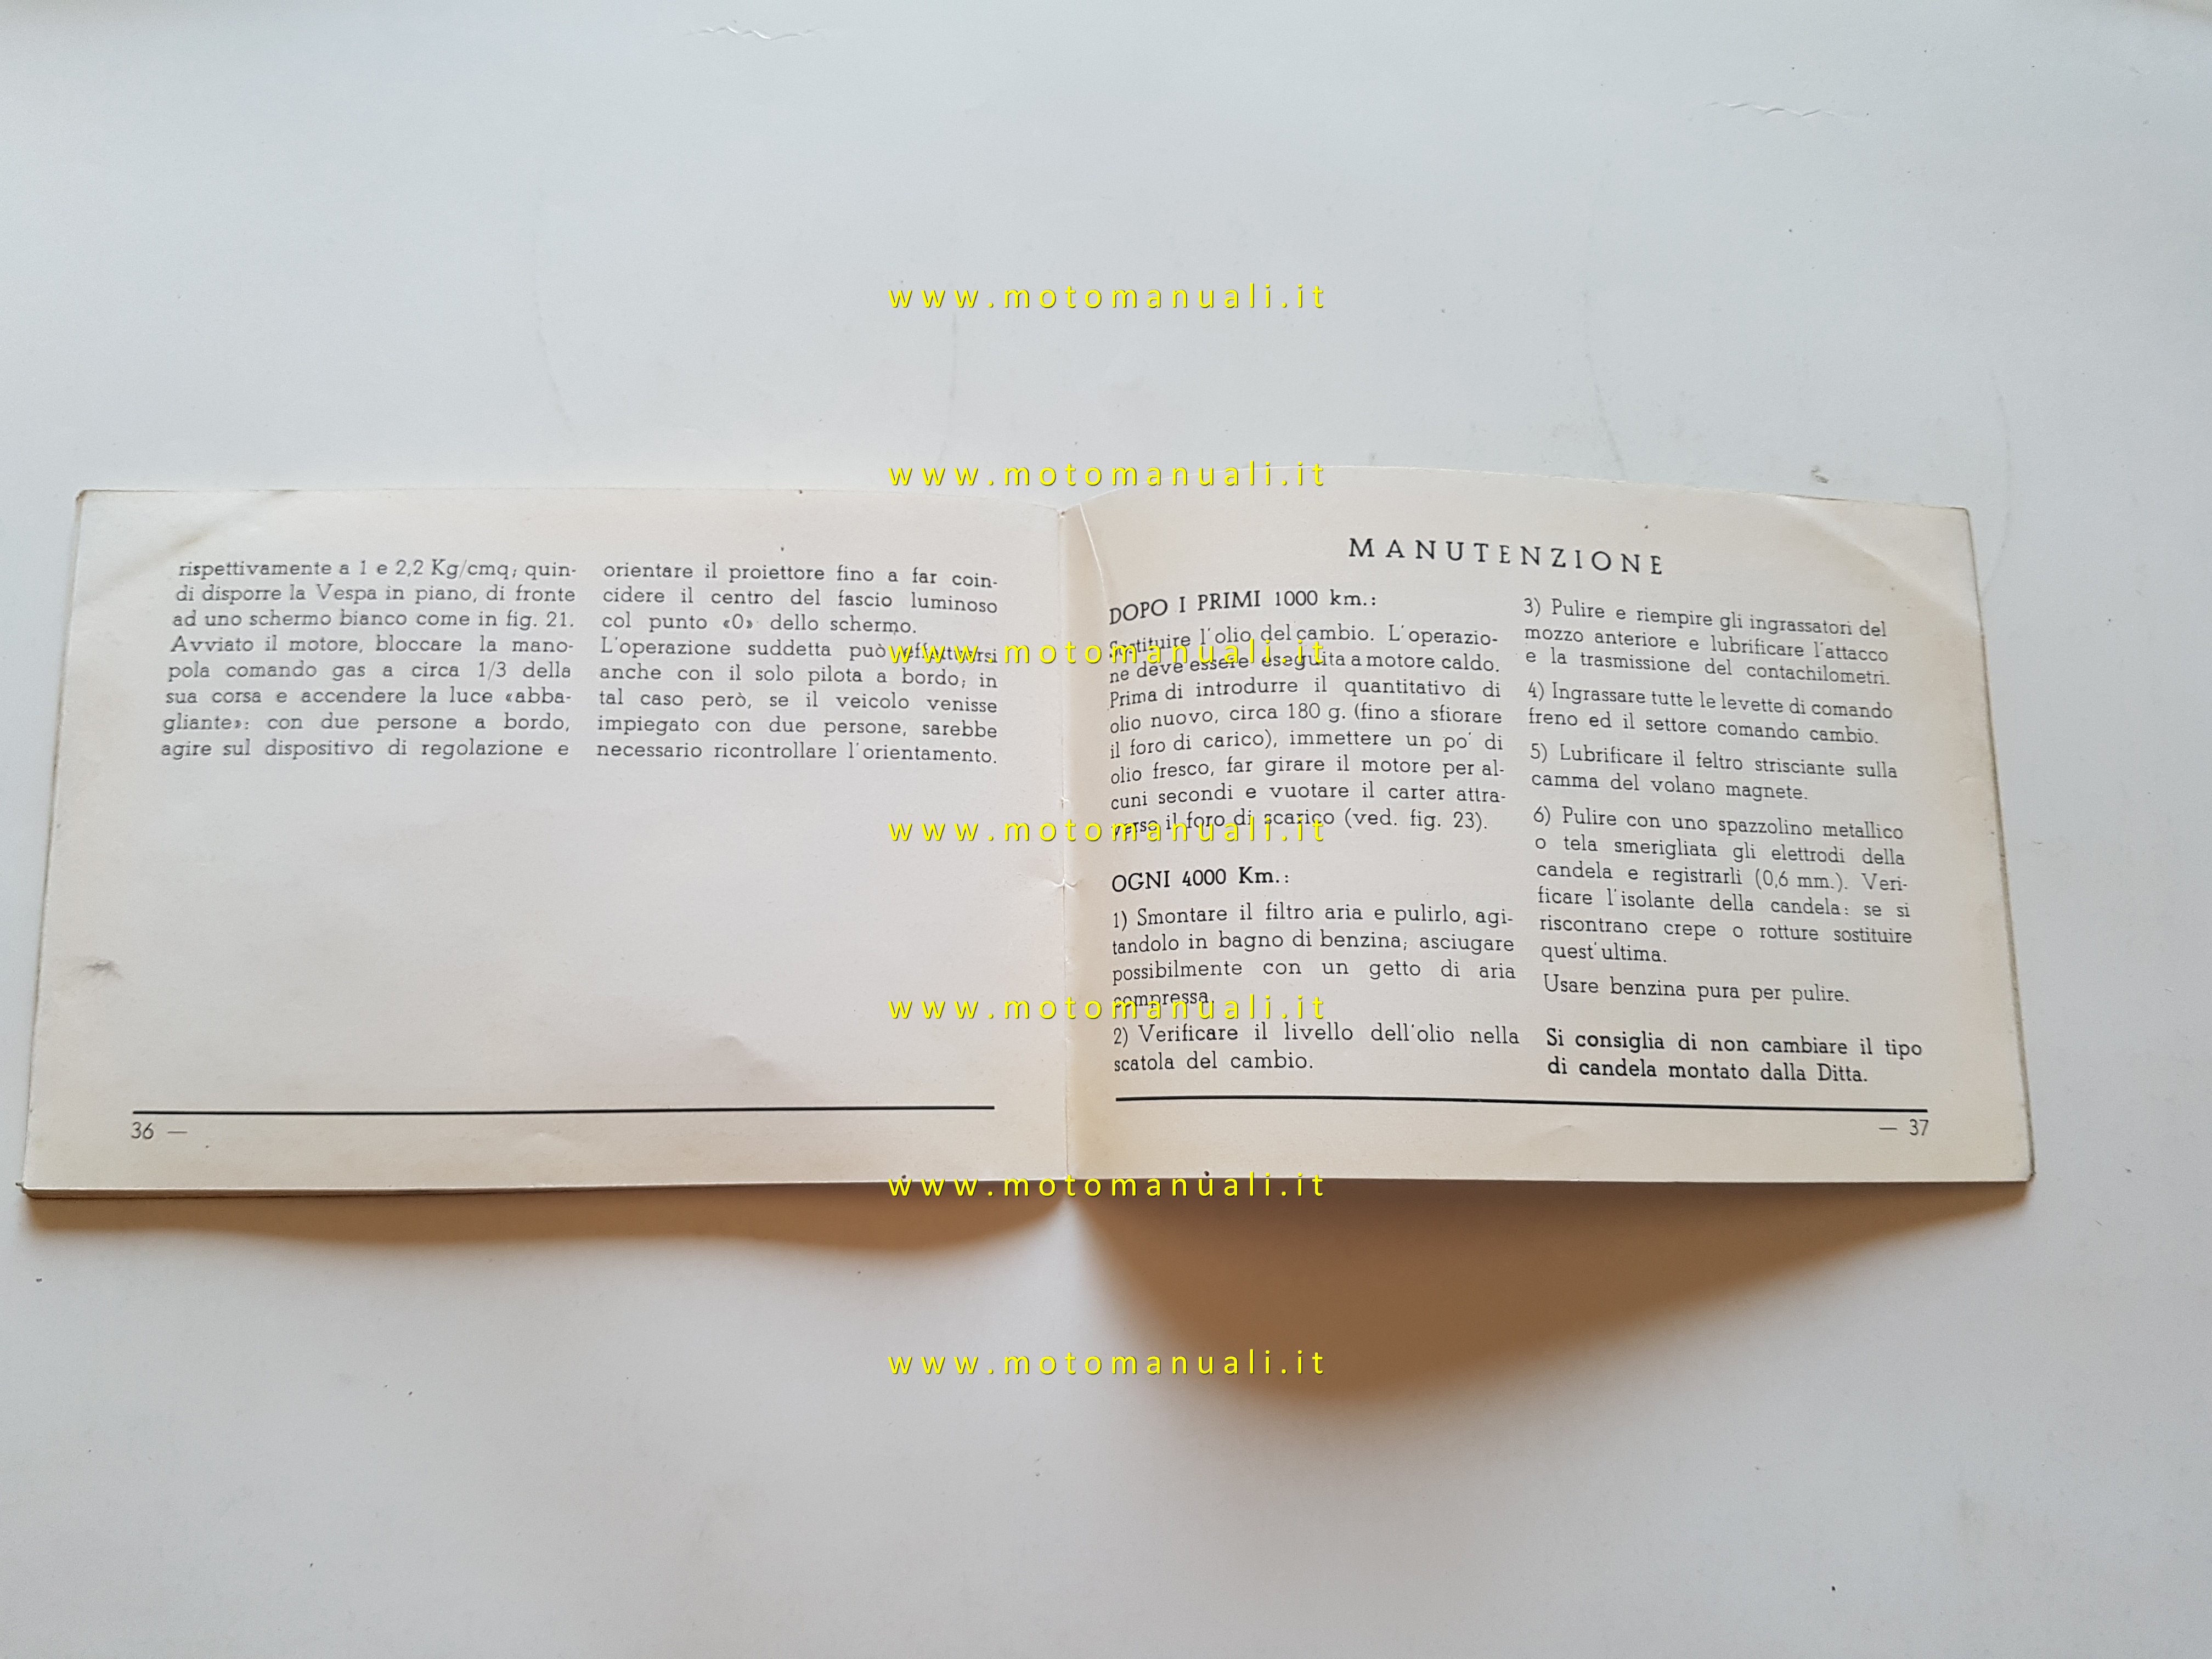 rispettivamente a 1 e 2,2 Kg/cmq; quin-
di disporre la Vespa in piano, di fronte
ad uno schermo bianco come in fig. 21.
Avviato il motore, bloccare la mano-
pola comando gas a circa 1/3 della
sua corsa e accendere la luce «abba-
gliante»: con due persone a bordo,
agire sul dispositivo di regolazione e
orientare il proiettore fino a far coin-
cidere il centro del fascio luminoso
col punto «0» dello schermo.
L'operazione suddetta può effettuarsi
anche con il solo pilota a bordo; in
tal caso però, se il veicolo venisse
impiegato con due persone, sarebbe
necessario ricontrollare l'orientamento.
36 —
MANUTENZIONE
DOPO I PRIMI 1000 km.:
Sostituire l'olio del cambio. L'operazio-
ne deve essere eseguita a motore caldo.
Prima di introdurre il quantitativo di
olio nuovo, circa 180 g. (fino a sfiorare
il foro di carico), immettere un po' di
olio fresco, far girare il motore per al-
cuni secondi e vuotare il carter attra-
verso il foro di scarico (ved. fig. 23).
OGNI 4000 Km.:
1) Smontare il filtro aria e pulirlo, agi-
tandolo in bagno di benzina; asciugare
possibilmente con un getto di aria
compressa.
2) Verificare il livello dell'olio nella
scatola del cambio.
3) Pulire e riempire gli ingrassatori del
mozzo anteriore e lubrificare l'attacco
e la trasmissione del contachilometri.
4) Ingrassare tutte le levette di comando
freno ed il settore comando cambio.
5) Lubrificare il feltro strisciante sulla
camma del volano magnete.
6) Pulire con uno spazzolino metallico
o tela smerigliata gli elettrodi della
candela e registrarli (0,6 mm.). Veri-
ficare l'isolante della candela: se si
riscontrano crepe o rotture sostituire
quest'ultima.
Usare benzina pura per pulire.
Si consiglia di non cambiare il tipo
di candela montato dalla Ditta.
— 37
www.motomanuali.it
www.motomanuali.it
www.motomanuali.it
www.motomanuali.it
www.motomanuali.it
www.motomanuali.it
www.motomanuali.it